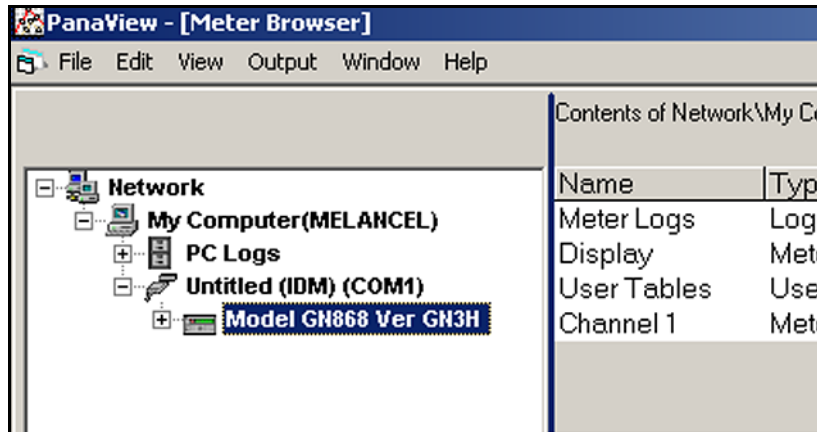 PanaView - [Meter Browser]
File Edit View Output Window Help
Contents of Network\My
Network
My Computer(MELANCEL)
PC Logs
Untitled (IDM) (COM1)
Model GN868 Ver GN3H
Name
Meter Logs
Display
User Tables
Channel 1